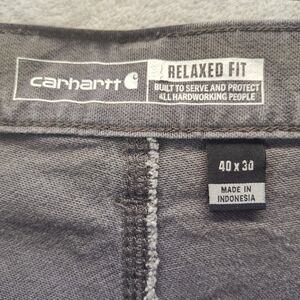 carhartt
RELAXED FIT
BUILT TO SERVE AND PROTECT
ALL HARDWORKING PEOPLE
40 x 30
MADE IN
INDONESIA